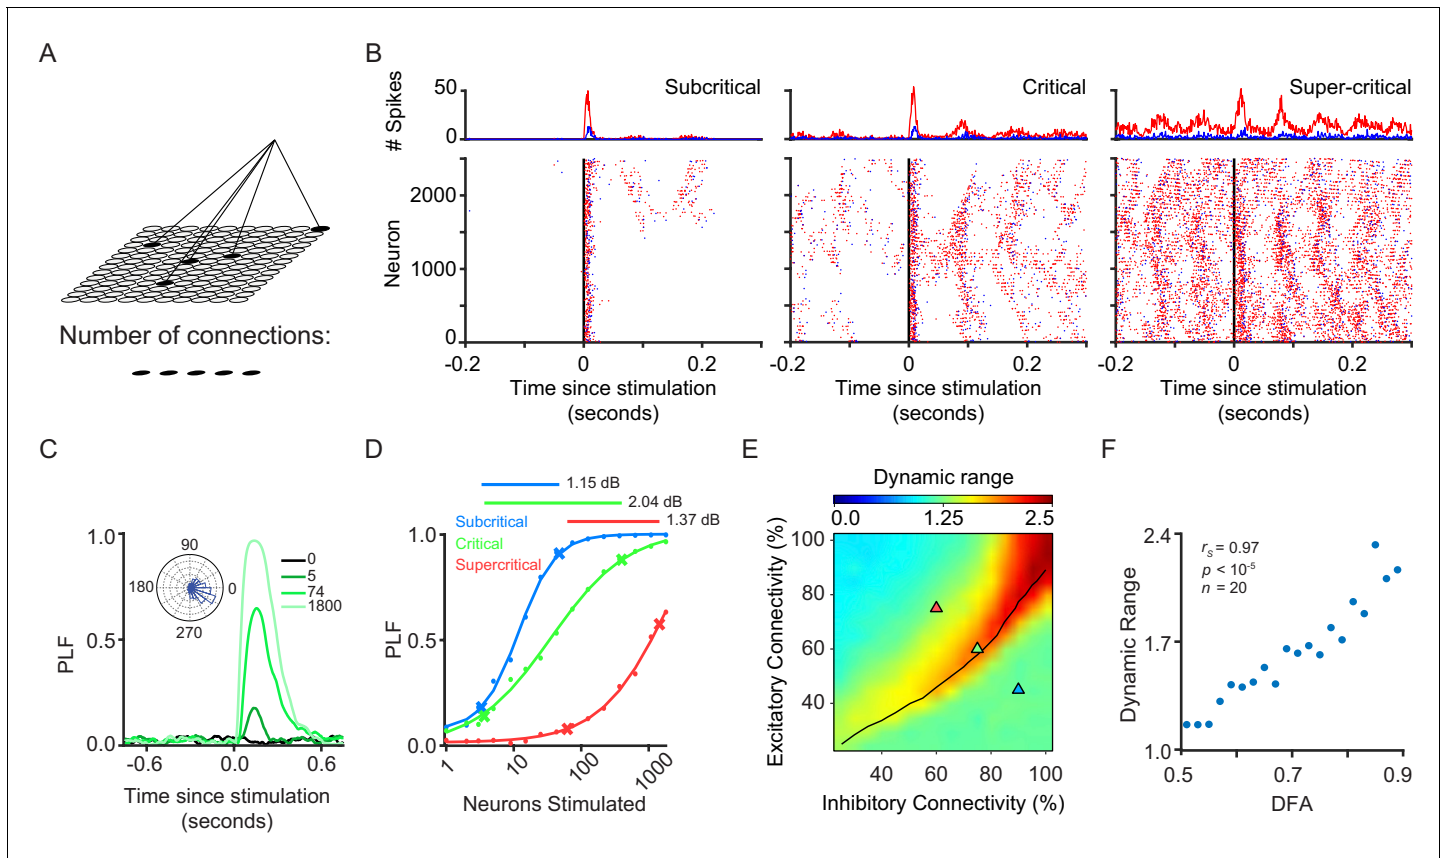 A
Number of connections:
B
# Spikes
50
0
Subcritical
Critical
Super-critical
Neuron
2000
1000
0
-0.2
0
0.2
Time since stimulation
(seconds)
-0.2
0
0.2
Time since stimulation
(seconds)
-0.2
0
0.2
Time since stimulation
(seconds)
C
PLF
1.0
0.5
0.0
90
180
0
270
0
5
74
1800
-0.6
0.0
0.6
Time since stimulation
(seconds)
D
1.15 dB
2.04 dB
1.37 dB
Subcritical
Critical
Supercritical
PLF
1.0
0.5
0.0
1
10
100
1000
Neurons Stimulated
E
Dynamic range
0.0
1.25
2.5
Excitatory Connectivity (%)
100
80
60
40
40
60
80
100
Inhibitory Connectivity (%)
F
Dynamic Range
2.4
1.7
1.0
rs = 0.97
p < 10-5
n = 20
0.5
0.7
0.9
DFA